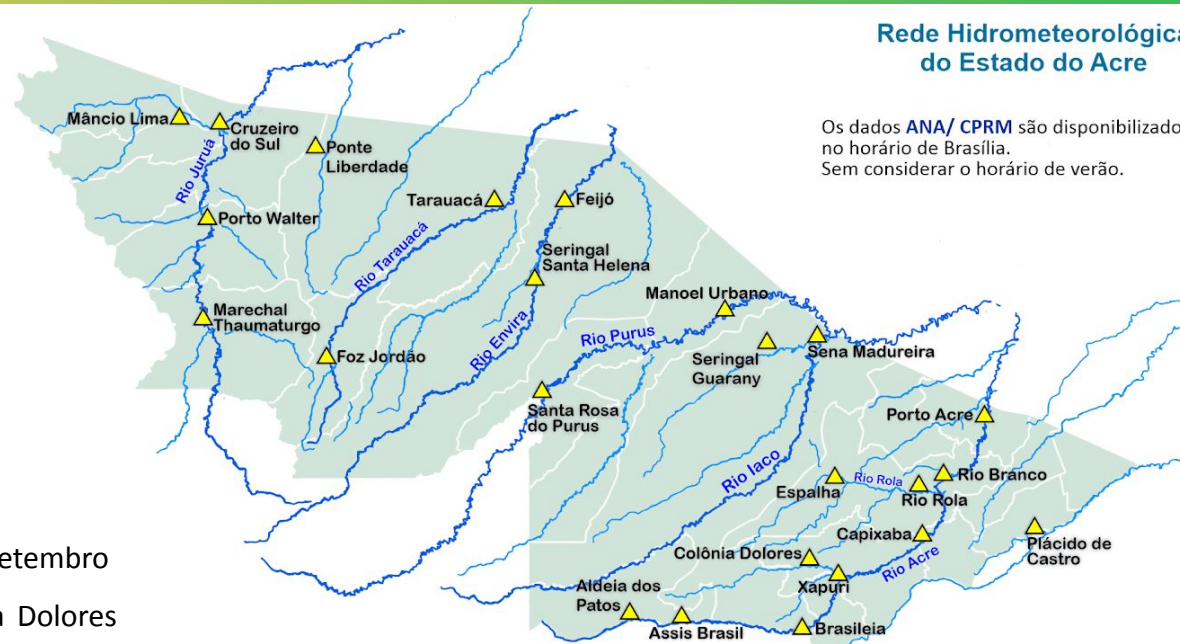 Rede Hidrometeorológica
do Estado do Acre
Os dados ANA/ CPRM são
no horário de Brasília.
Sem considerar o horário de verão.
Mâncio Lima
Cruzeiro
do Sul
Ponte
Liberdade
Rio Juruá
Tarauacá
Feijó
Porto Walter
Rio Tarauacá
Seringal
Santa Helena
Manoel Urbano
Marechal
Thaumaturgo
Rio Envira
Rio Purus
Foz Jordão
Seringal
Guarany
Sena Madureira
Santa Rosa
do Purus
Porto Acre
Rio Iaco
Espalha
Rio Rola
Rio Branco
Rio Rola
Capixaba
Plácido de
Castro
Colônia Dolores
Rio Acre
Xapuri
Aldeia dos
Patos
Assis Brasil
Brasileia
Dolores